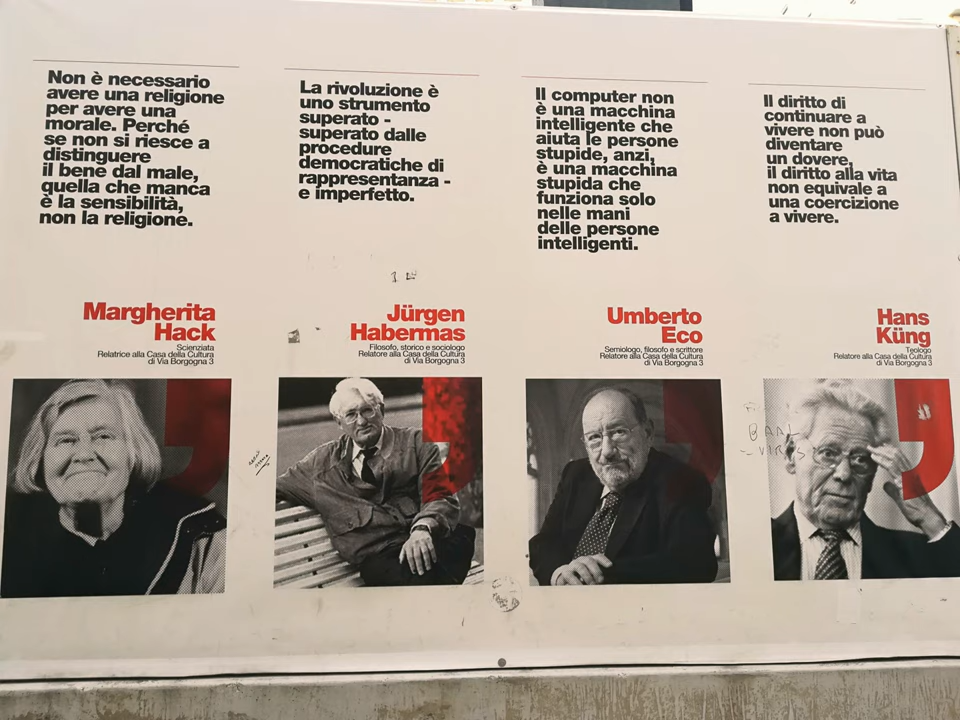 Non è necessario
avere una religione
per avere una
morale. Perché
se non si riesce a
distinguere
il bene dal male,
quella che manca
è la sensibilità,
non la religione.
Margherita
Hack
Scienziata
Relatrice alla Casa della Cultura
di Via Borgogna 3
La rivoluzione è
uno strumento
superato -
superato dalle
procedure
democratiche di
rappresentanza -
e imperfetto.
Jürgen
Habermas
Filosofo, storico e sociologo
Relatore alla Casa della Cultura
di Via Borgogna 3
Il computer non
è una macchina
intelligente che
aiuta le persone
stupide, anzi,
è una macchina
stupida che
funziona solo
nelle mani
delle persone
intelligenti.
Umberto
Eco
Semiologo, filosofo e scrittore
Relatore alla Casa della Cultura
di Via Borgogna 3
Il diritto di
continuare a
vivere non può
diventare
un dovere,
il diritto alla vita
non equivale a
una coercizione
a vivere.
Hans
Küng
Teologo
Relatore alla Casa della Cultura
di Via Borgogna 3